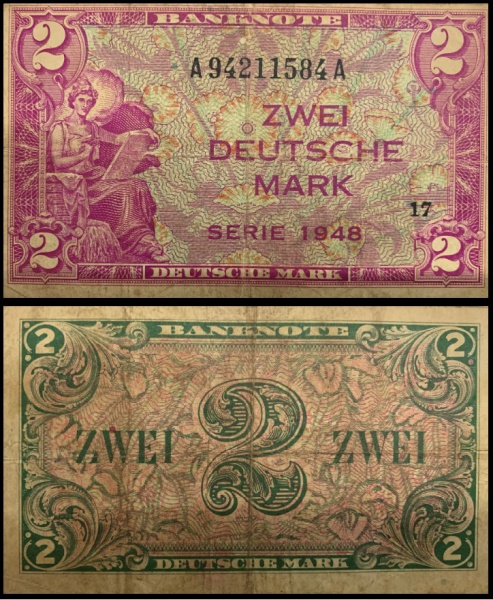 2 BANKNOTE 2
A94211584A
ZWEI
DEUTSCHE
MARK
17
SERIE 1948
2 DEUTSCHE MARK 2
2 BANKNOTE 2
ZWEI 2 ZWEI
2 DEUTSCHE MARK 2